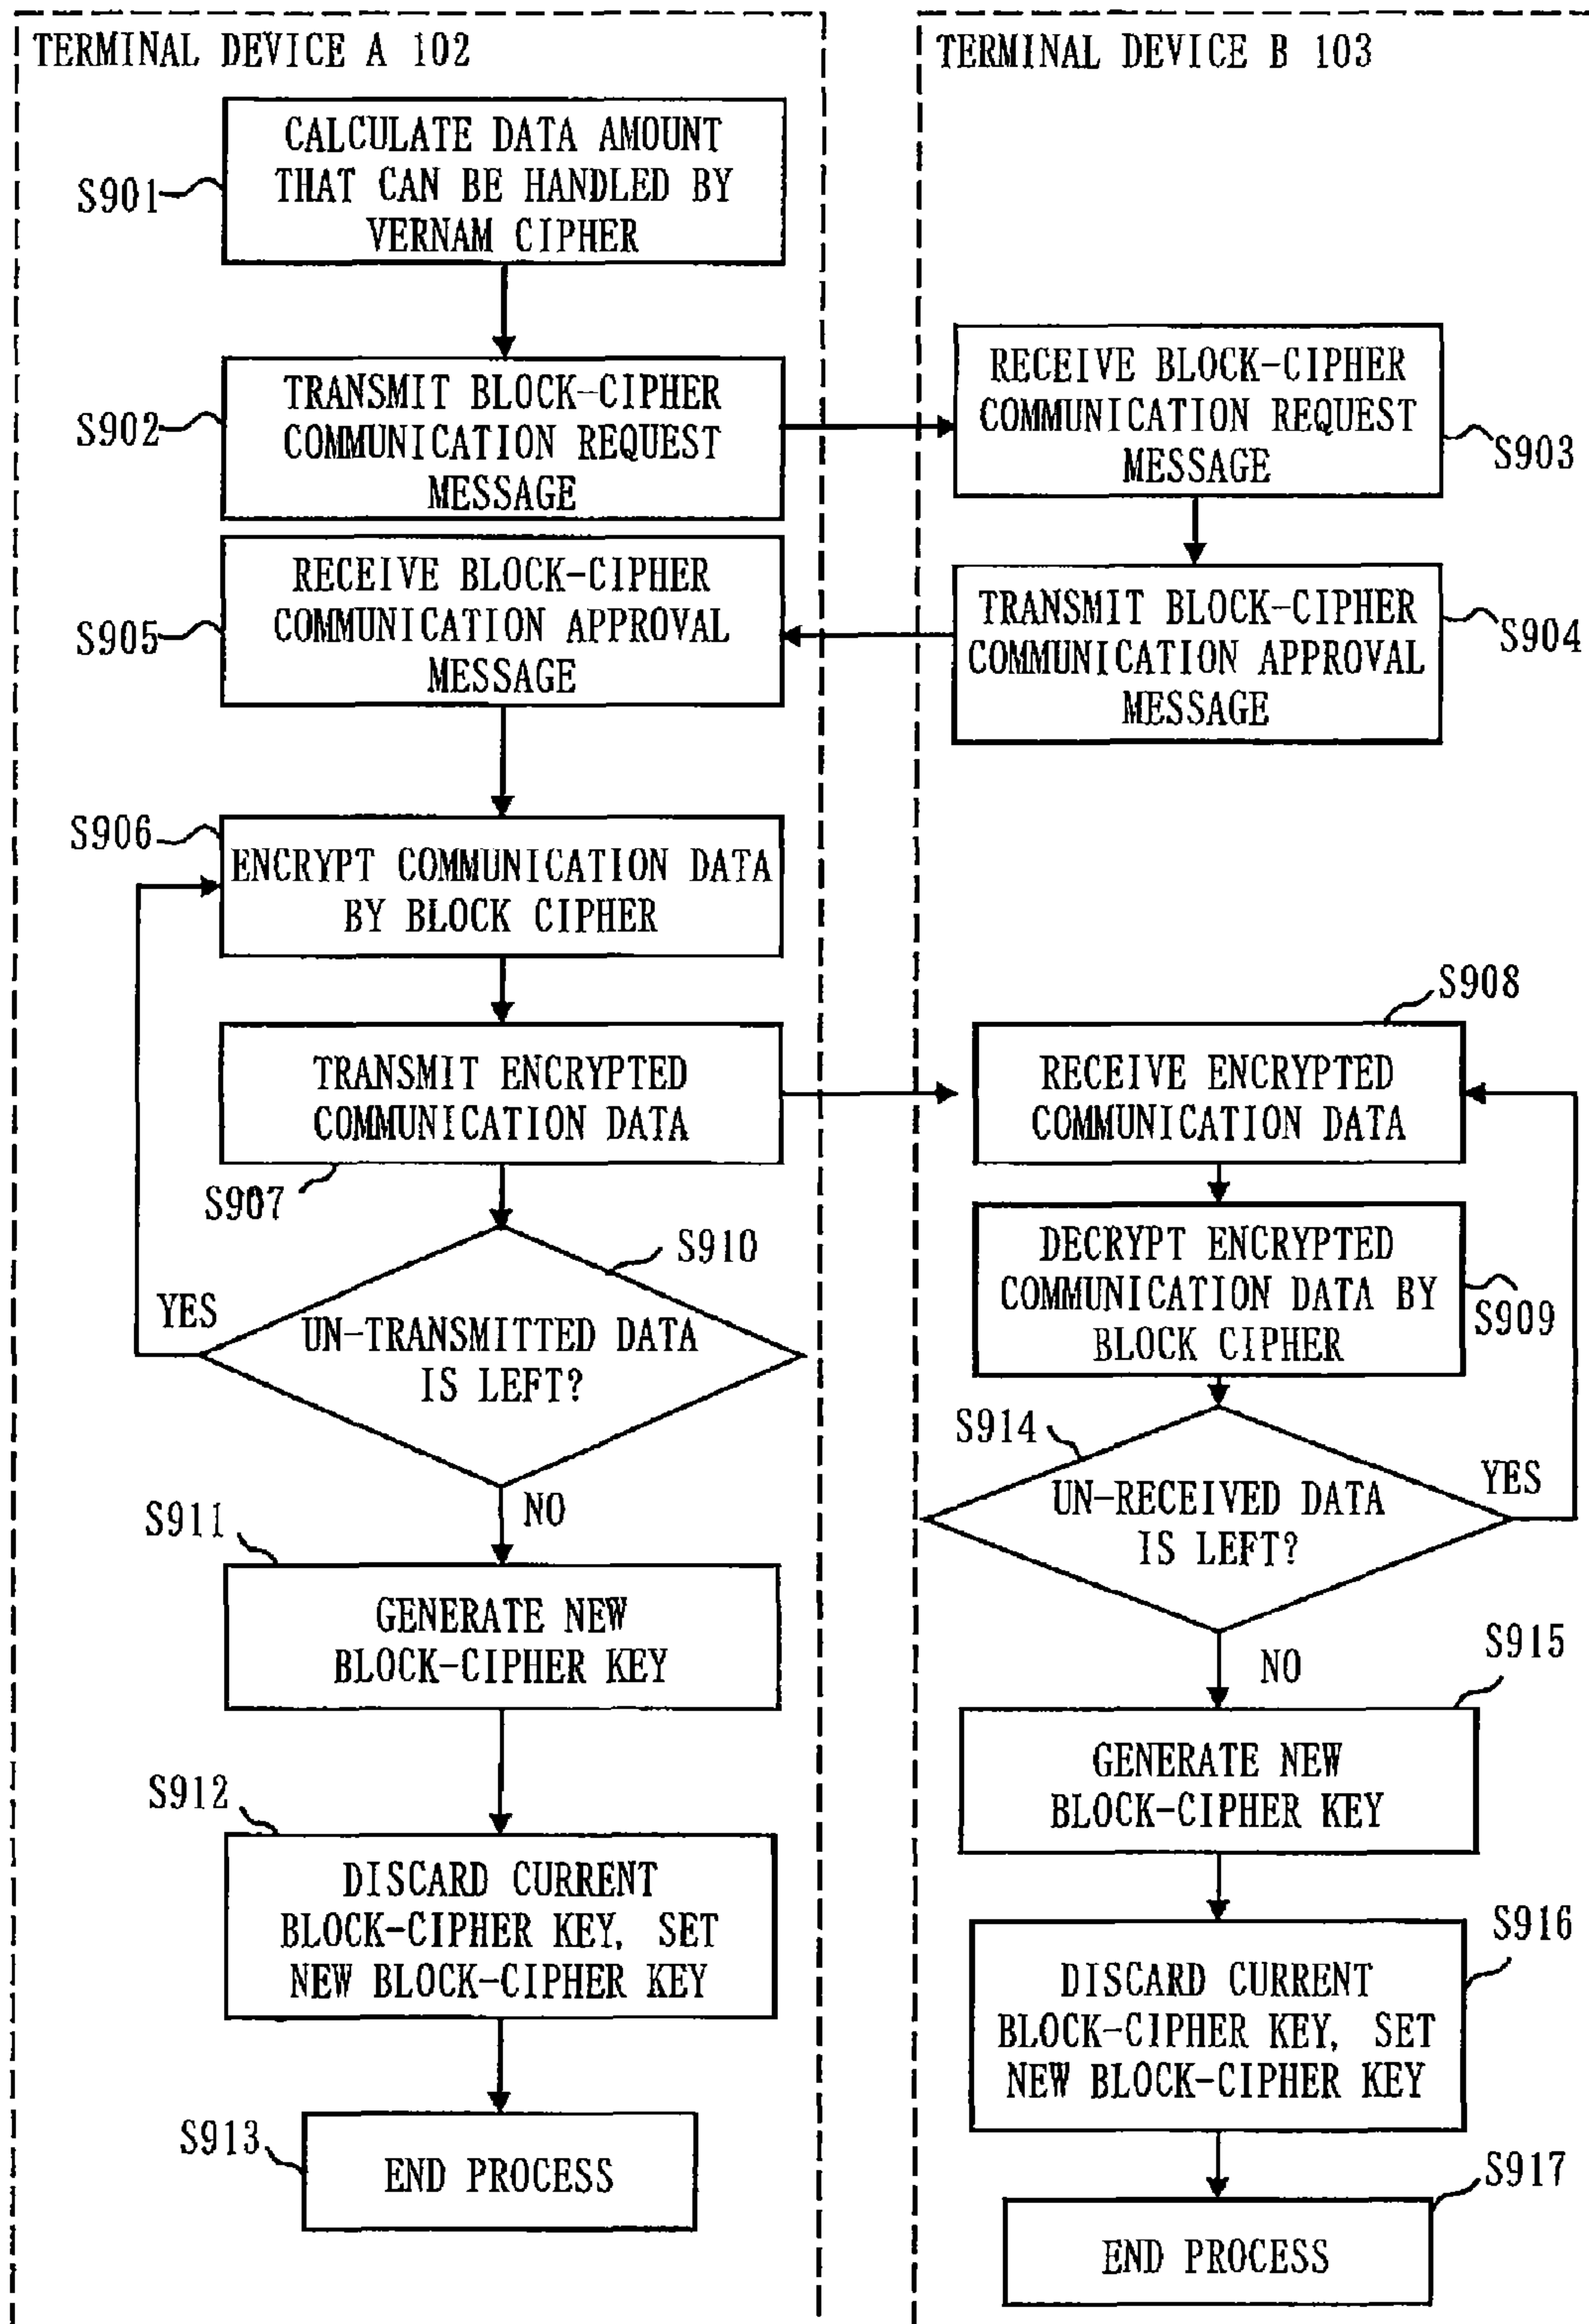 TERMINAL DEVICE A 102
CALCULATE DATA AMOUNT
THAT CAN BE HANDLED BY
VERNAM CIPHER
S901
TRANSMIT BLOCK-CIPHER
COMMUNICATION REQUEST
MESSAGE
S902
RECEIVE BLOCK-CIPHER
COMMUNICATION APPROVAL
MESSAGE
S905
S906
ENCRYPT COMMUNICATION DATA
BY BLOCK CIPHER
TRANSMIT ENCRYPTED
COMMUNICATION DATA
S907
S910
YES
UN-TRANSMITTED DATA
IS LEFT?
NO
S911
GENERATE NEW
BLOCK-CIPHER KEY
S912
DISCARD CURRENT
BLOCK-CIPHER KEY, SET
NEW BLOCK-CIPHER KEY
S913
END PROCESS
TERMINAL DEVICE B 103
RECEIVE BLOCK-CIPHER
COMMUNICATION REQUEST
MESSAGE
S903
TRANSMIT BLOCK-CIPHER
COMMUNICATION APPROVAL
MESSAGE
S904
S908
RECEIVE ENCRYPTED
COMMUNICATION DATA
DECRYPT ENCRYPTED
COMMUNICATION DATA BY
BLOCK CIPHER
S909
S914
YES
UN-RECEIVED DATA
IS LEFT?
NO
S915
GENERATE NEW
BLOCK-CIPHER KEY
S916
DISCARD CURRENT
BLOCK-CIPHER KEY, SET
NEW BLOCK-CIPHER KEY
S917
END PROCESS